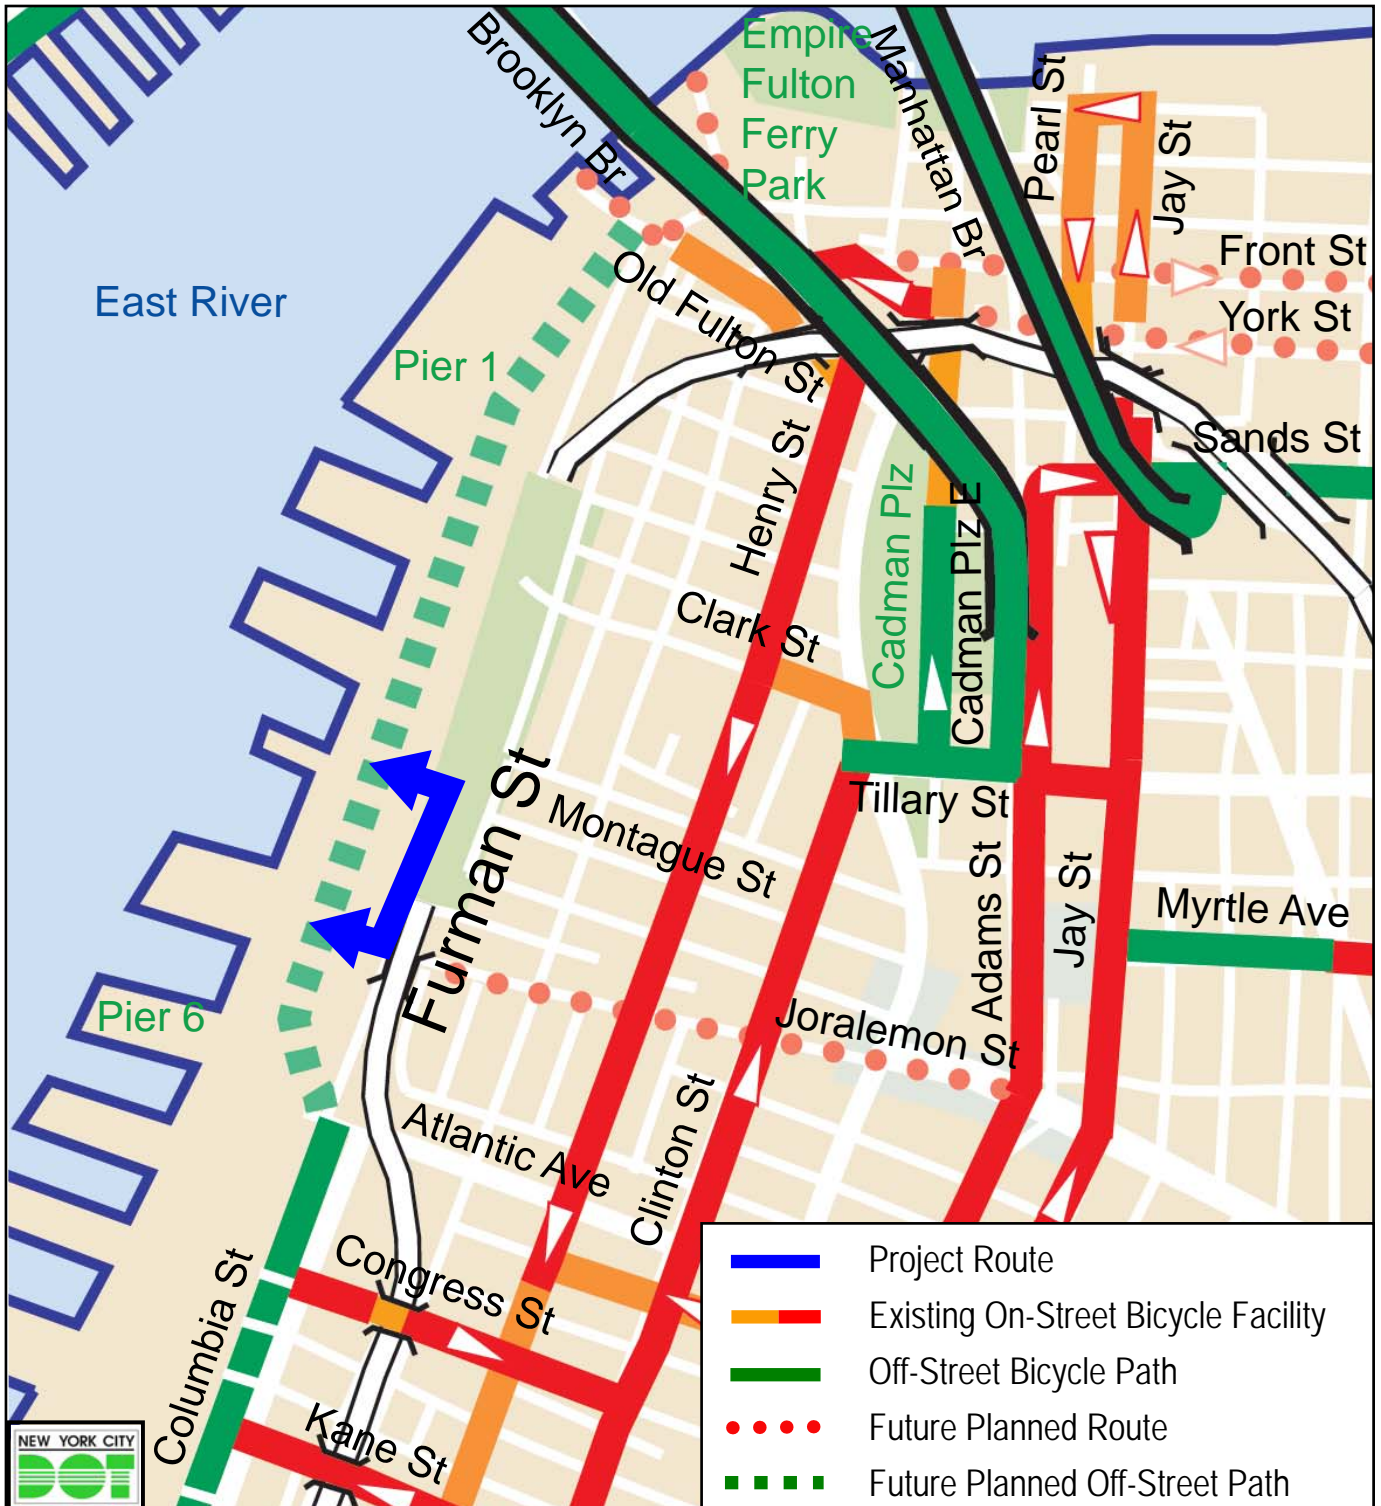 Empire
Fulton
Ferry
Park
Brooklyn Br
Manhattan Br
Pearl St
Jay St
Front St
York St
East River
Old Fulton St
Pier 1
Sands St
Henry St
Cadman Plz
Cadman Plz E
Clark St
Furman St
Montague St
Tillary St
Adams St
Jay St
Myrtle Ave
Pier 6
Joralemon St
Atlantic Ave
Clinton St
Congress St
Columbia St
Kane St
Project Route
Existing On-Street Bicycle Facility
Off-Street Bicycle Path
Future Planned Route
Future Planned Off-Street Path
NEW YORK CITY
DOT